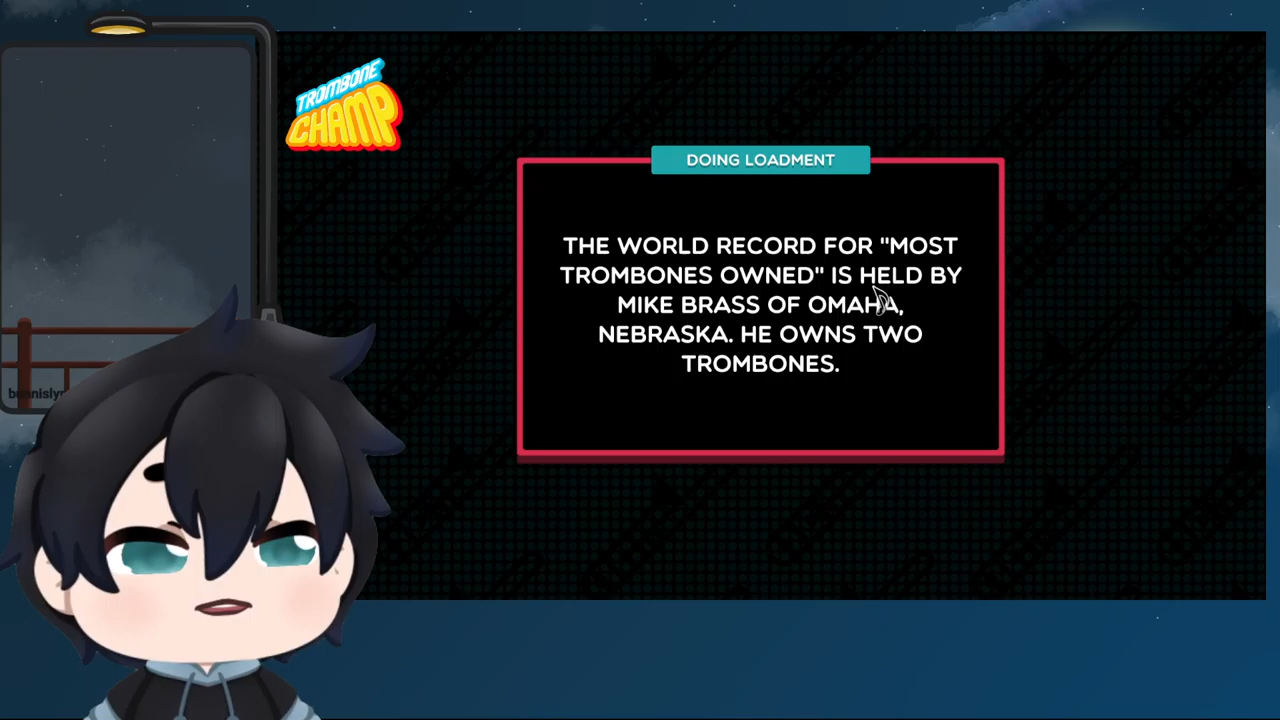 TROMBONE
CHAMP
DOING LOADMENT
THE WORLD RECORD FOR "MOST
TROMBONES OWNED" IS HELD BY
MIKE BRASS OF OMAHA,
NEBRASKA. HE OWNS TWO
TROMBONES.